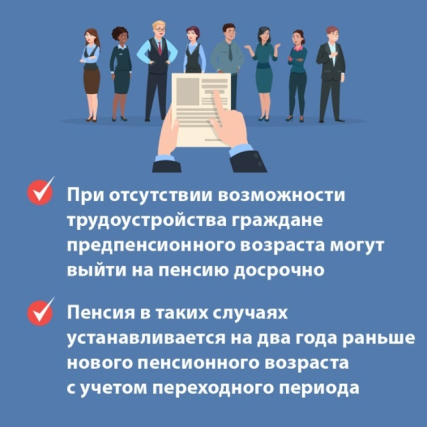 При отсутствии возможности
трудоустройства граждане
предпенсионного возраста могут
выйти на пенсию досрочно
Пенсия в таких случаях
устанавливается на два года раньше
нового пенсионного возраста
с учетом переходного периода